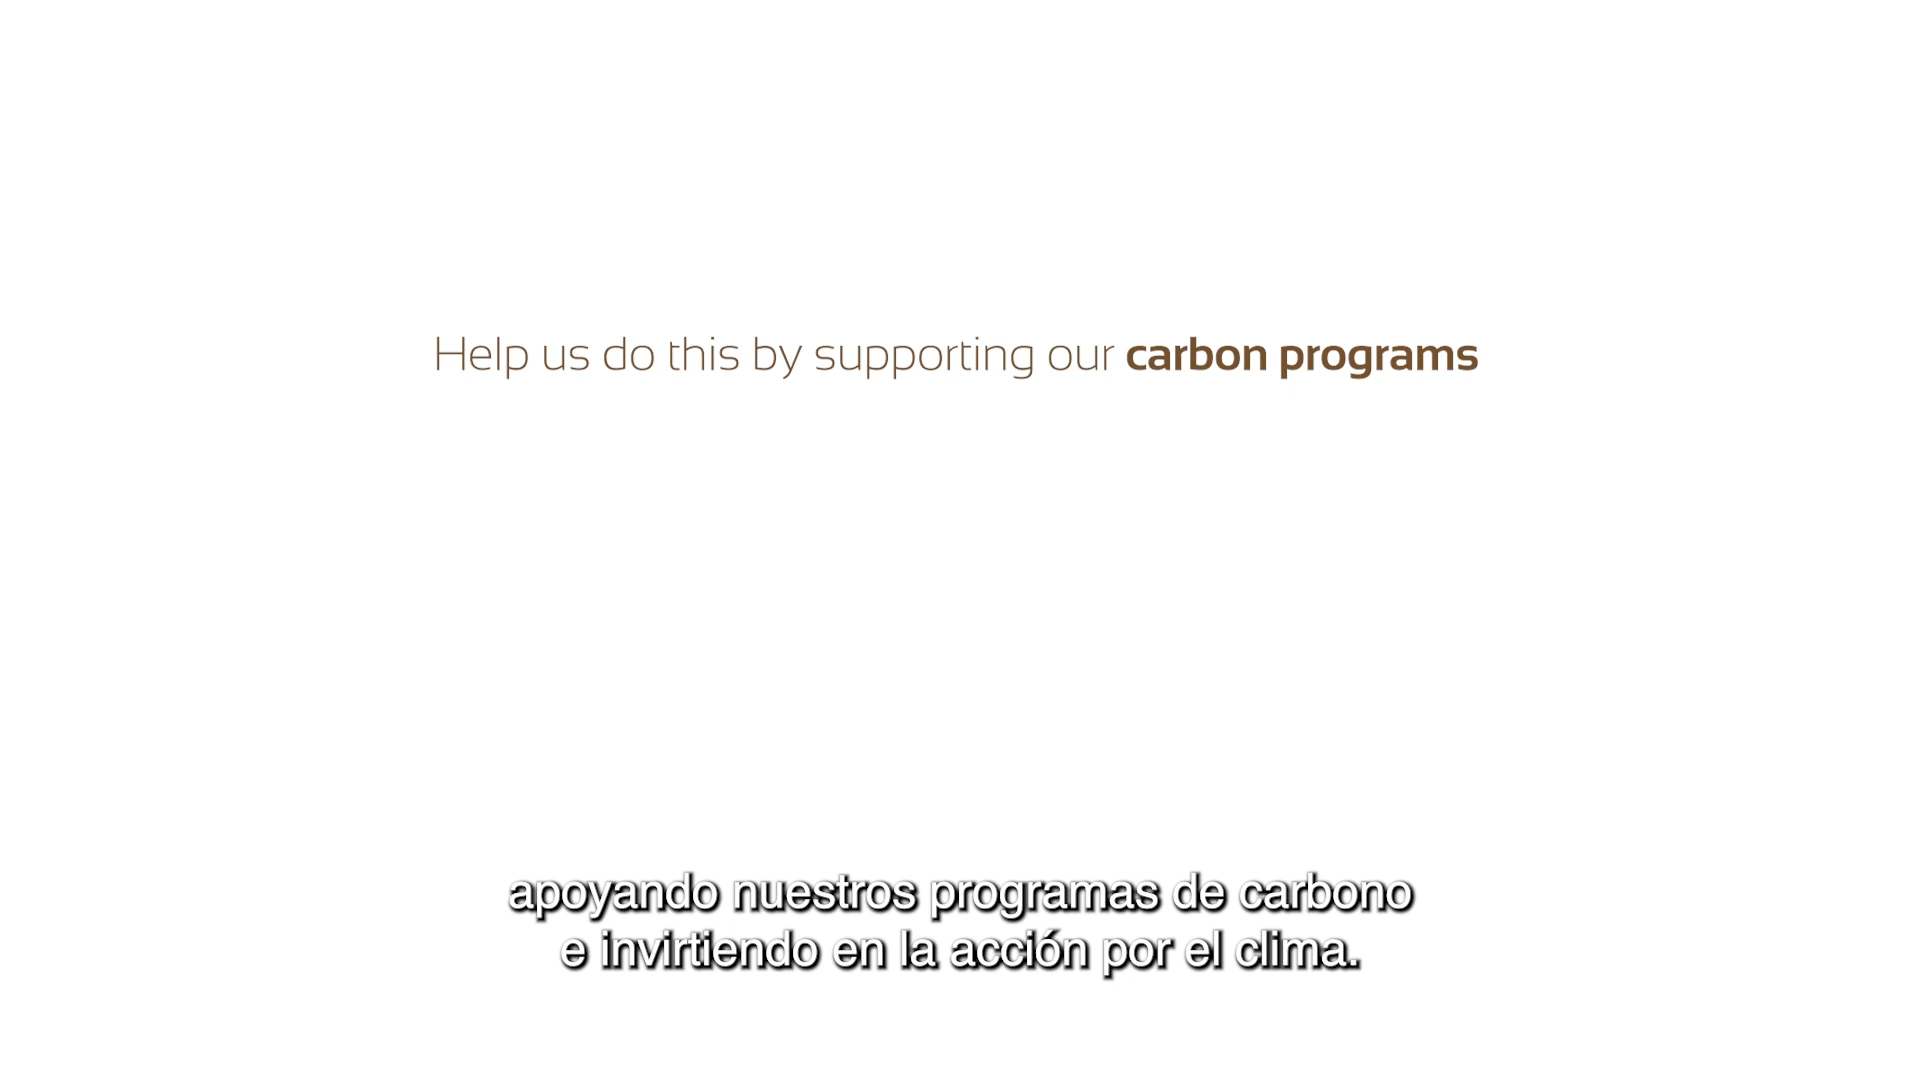 Help us do this by supporting our carbon programs
apoyando nuestros programas de carbono
e invirtiendo en la acción por el clima.